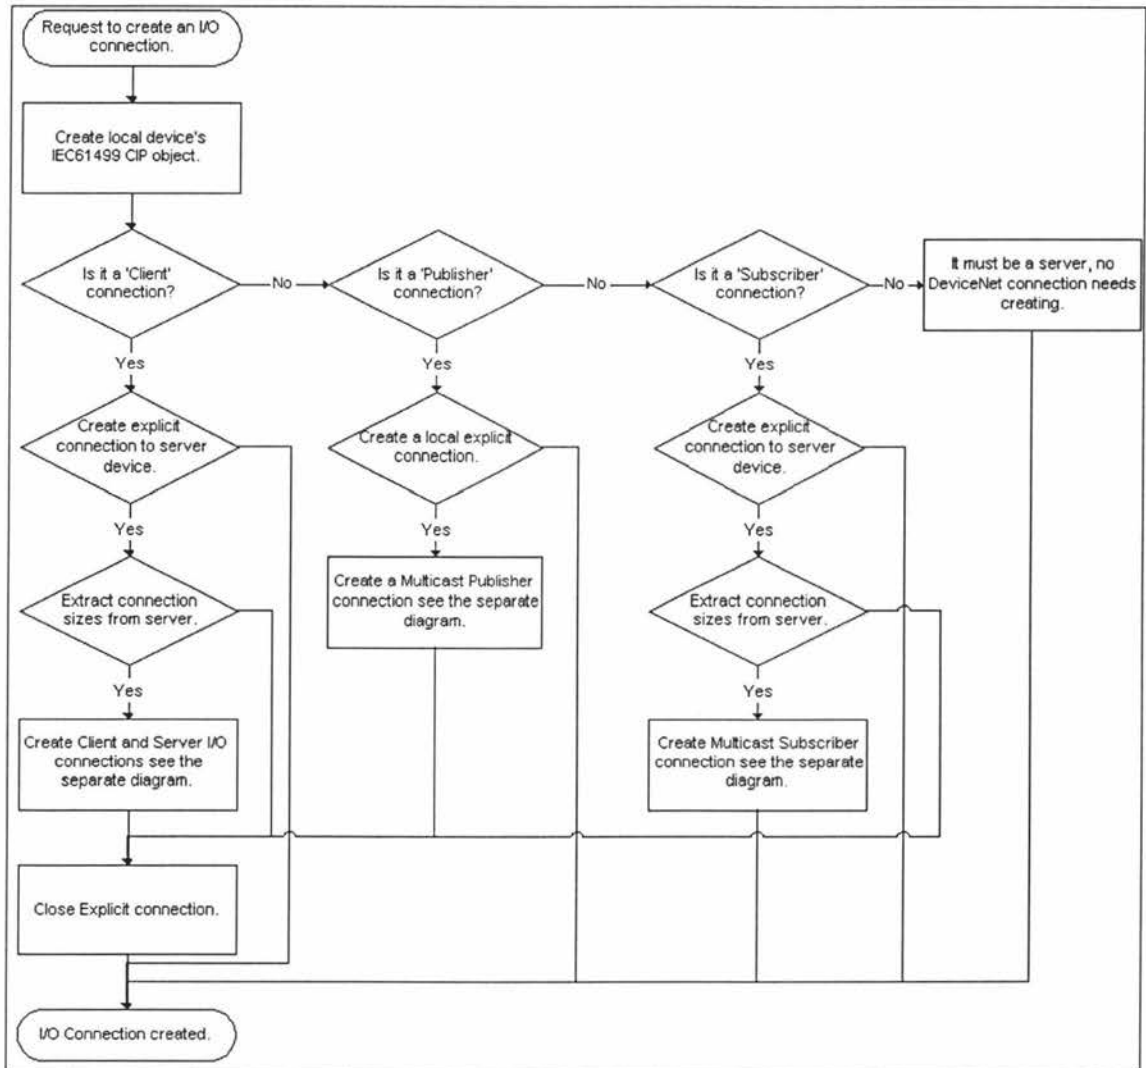 Request to create an I/O
connection.
Create local device's
IEC61499 CIP object.
Is it a 'Client'
connection?
No
Is it a 'Publisher'
connection?
No
Is it a 'Subscriber'
connection?
No
It must be a server, no
DeviceNet connection needs
creating.
Yes
Yes
Yes
Create explicit
connection to server
device.
Create a local explicit
connection.
Create explicit
connection to server
device.
Yes
Yes
Yes
Extract connection
sizes from server.
Create a Multicast Publisher
connection see the separate
diagram.
Extract connection
sizes from server.
Yes
Yes
Create Client and Server I/O
connections see the
separate diagram.
Create Multicast Subscriber
connection see the separate
diagram.
Close Explicit connection.
I/O Connection created.